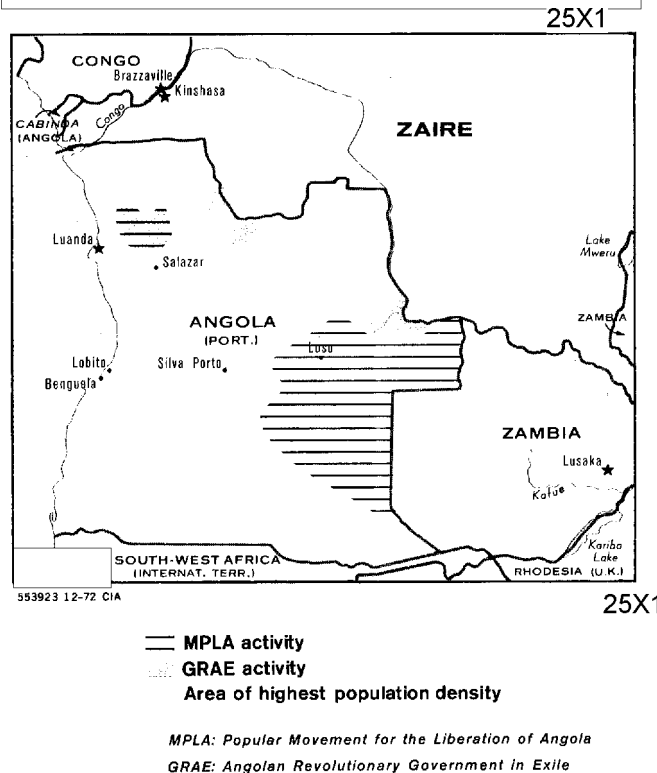 25X1
CONGO
Brazzaville
Kinshasa
CABINDA
(ANGOLA)
Congo
ZAIRE
Luanda
Salazar
Lake
Mweru
ZAMBIA
ANGOLA
(PORT.)
Luso
Lobito
Silva Porto
Benguela
ZAMBIA
Lusaka
Kafue
Kariba
Lake
SOUTH-WEST AFRICA
(INTERNAT. TERR.)
RHODESIA (U.K.)
553923 12-72 CIA
25X1
MPLA activity
GRAE activity
Area of highest population density
MPLA: Popular Movement for the Liberation of Angola
GRAE: Angolan Revolutionary Government in Exile